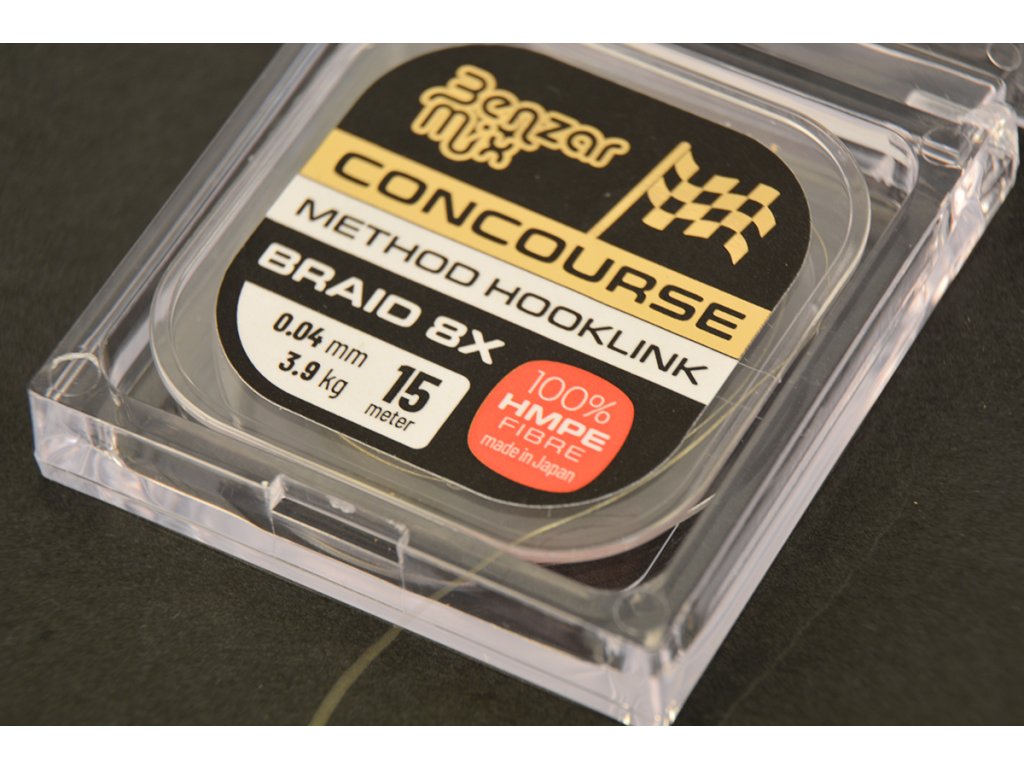 Benzar
Mix
CONCOURSE
METHOD HOOKLINK
BRAID 8X
0.04 mm
3.9 kg
15
meter
100%
HMPE
FIBRE
made in Japan